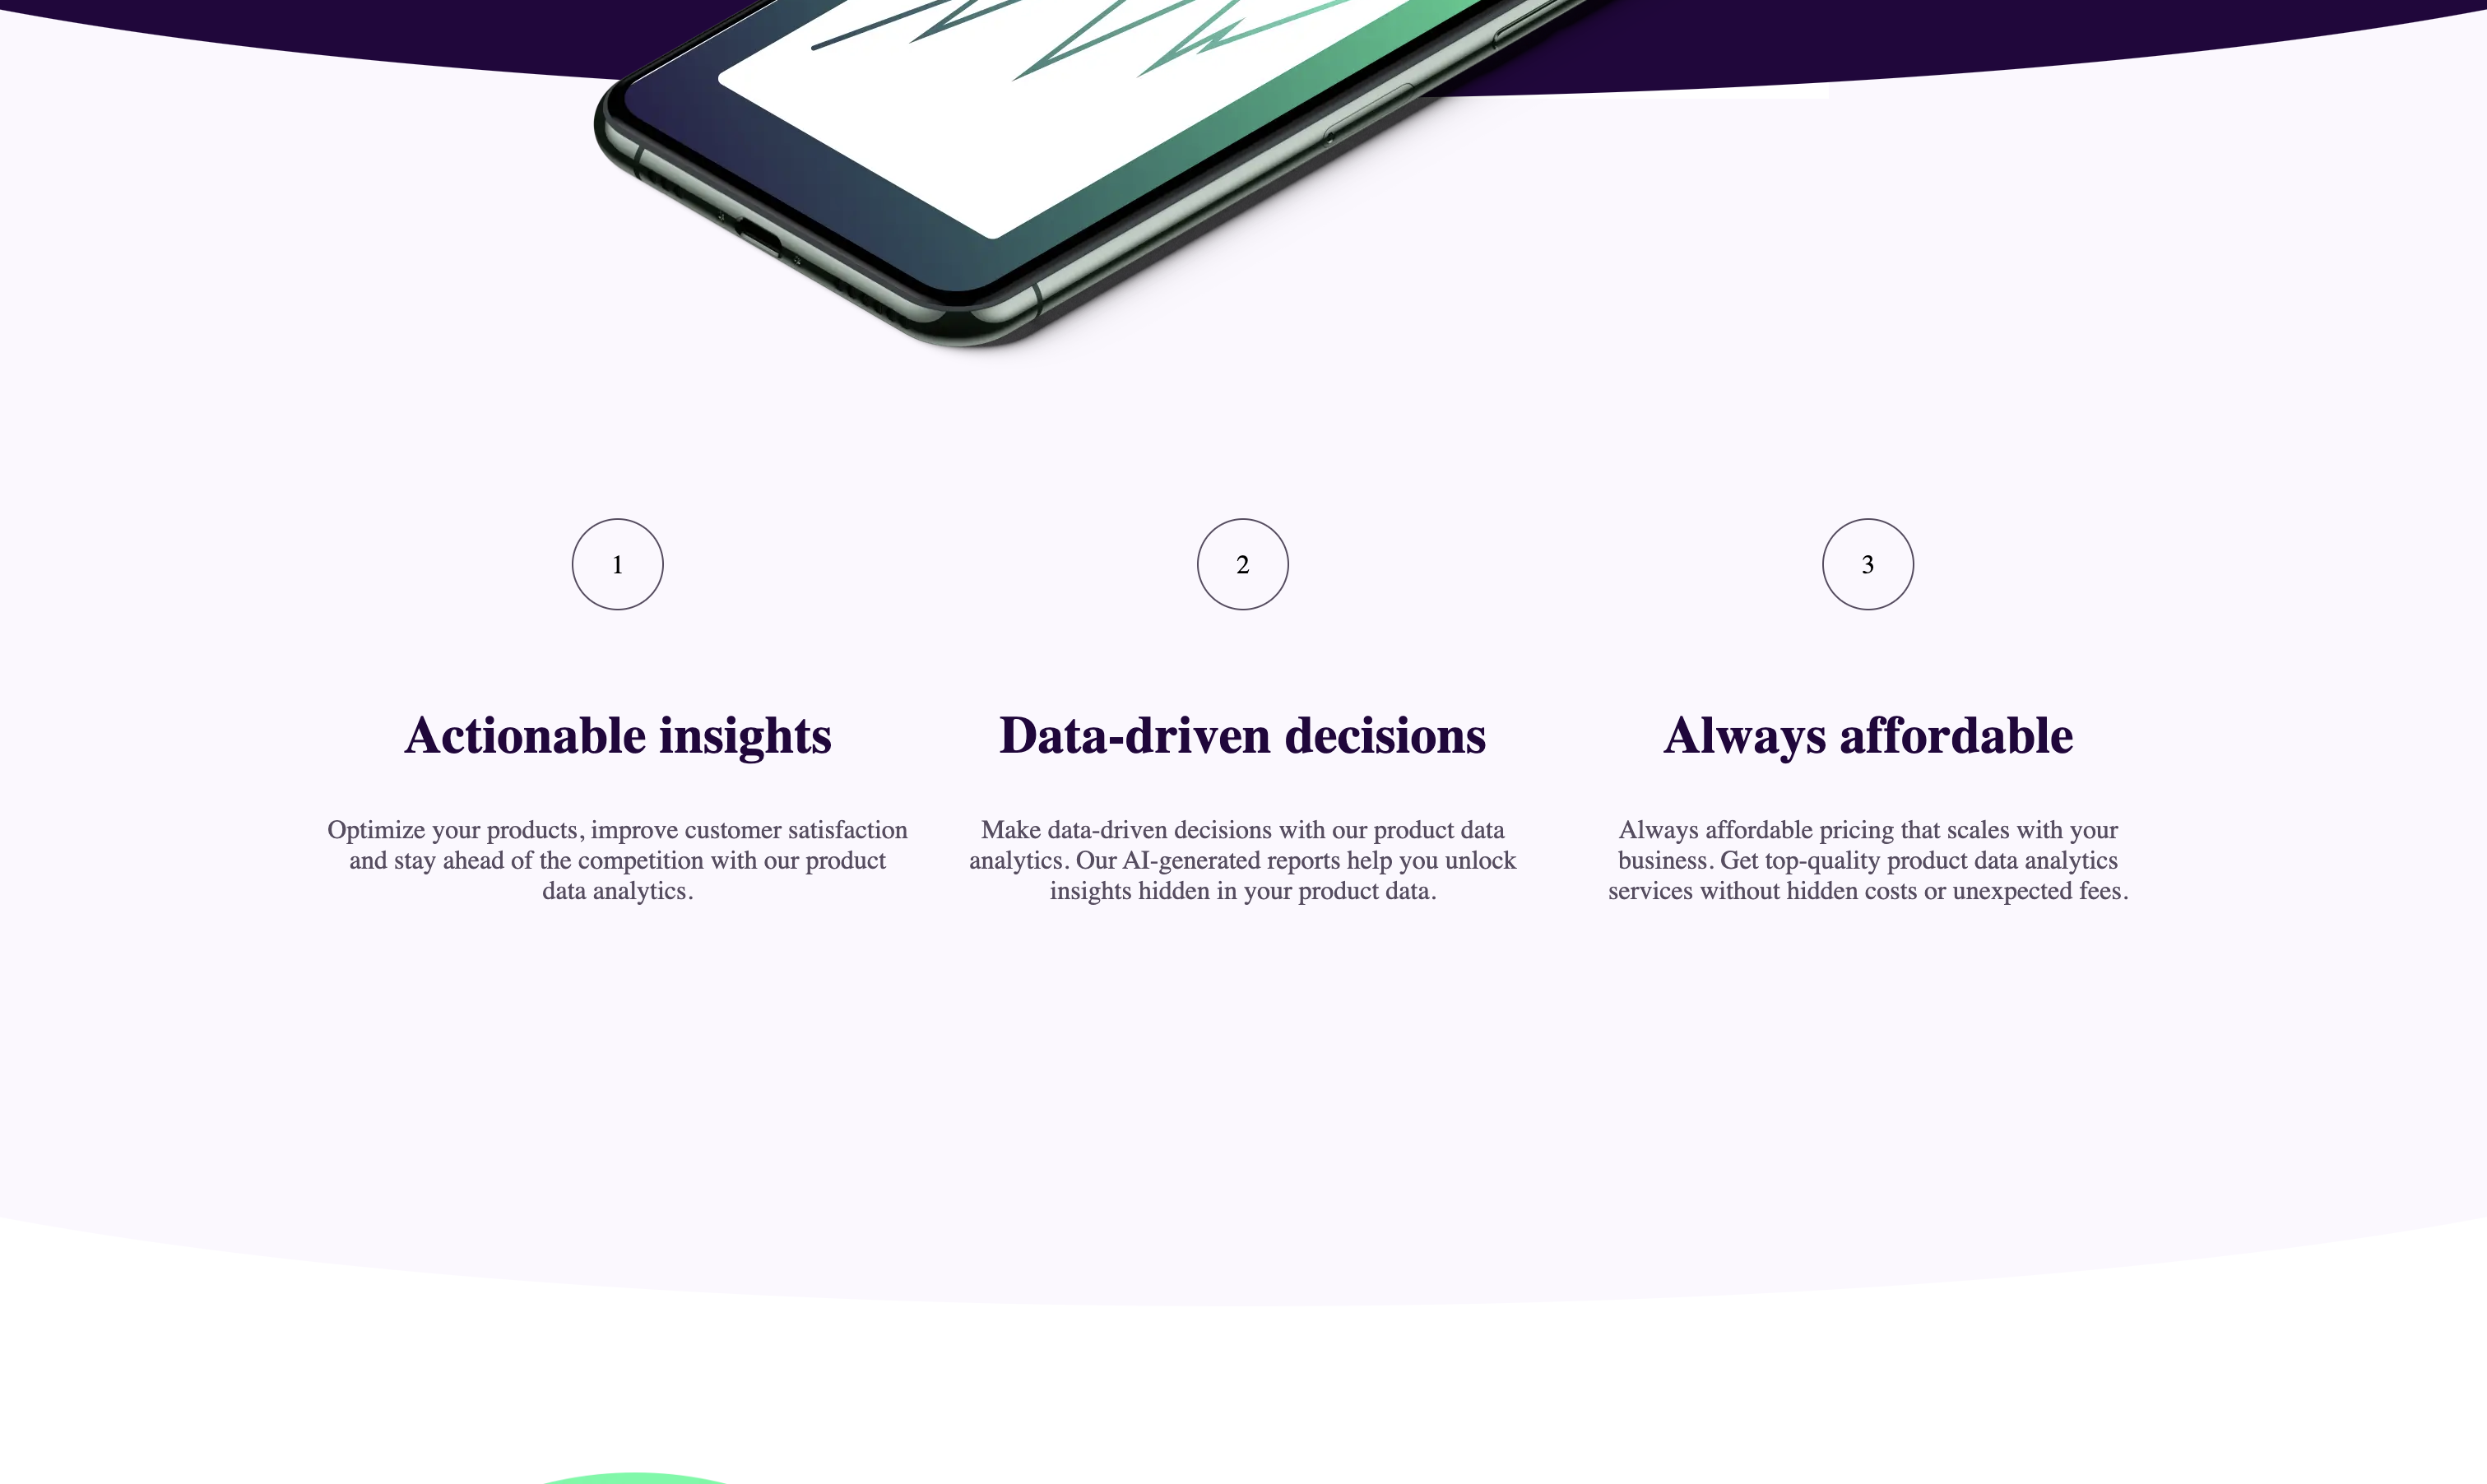 1
2
3
Actionable insights
Data-driven decisions
Always affordable
Optimize your products, improve customer satisfaction
and stay ahead of the competition with our product
data analytics.
Make data-driven decisions with our product data
analytics. Our AI-generated reports help you unlock
insights hidden in your product data.
Always affordable pricing that scales with your
business. Get top-quality product data analytics
services without hidden costs or unexpected fees.